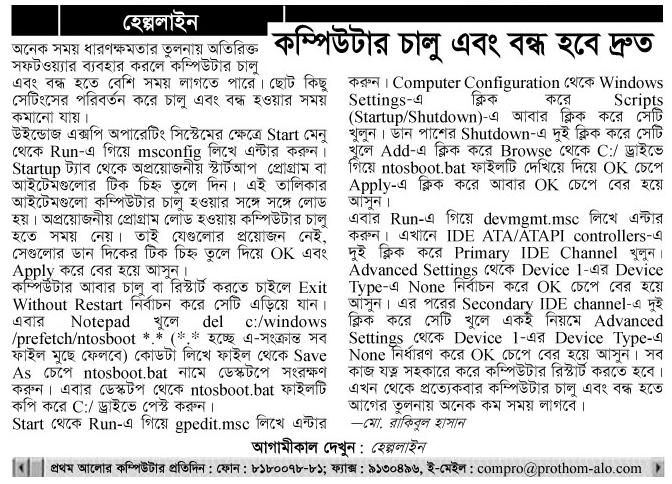 হেল্পলাইন
কম্পিউটার চালু এবং বন্ধ হবে দ্রুত
অনেক সময় ধারণক্ষমতার তুলনায় অতিরিক্ত
সফটওয়্যার ব্যবহার করলে কম্পিউটার চালু
এবং বন্ধ হতে বেশি সময় লাগতে পারে। ছোট কিছু
সেটিংসের পরিবর্তন করে চালু এবং বন্ধ হওয়ার সময়
কমানো যায়।
উইন্ডোজ এক্সপি অপারেটিং সিস্টেমের ক্ষেত্রে Start মেনু
থেকে Run-এ গিয়ে msconfig লিখে এন্টার করুন।
Startup ট্যাব থেকে অপ্রয়োজনীয় স্টার্টআপ প্রোগ্রাম বা
আইটেমগুলোর টিক চিহ্ন তুলে দিন। এই তালিকার
আইটেমগুলো কম্পিউটার চালু হওয়ার সঙ্গে সঙ্গে লোড
হয়। অপ্রয়োজনীয় প্রোগ্রাম লোড হওয়ায় কম্পিউটার চালু
হতে সময় নেয়। তাই যেগুলোর প্রয়োজন নেই,
সেগুলোর ডান দিকের টিক চিহ্ন তুলে দিয়ে OK এবং
Apply করে বের হয়ে আসুন।
কম্পিউটার আবার চালু বা রিস্টার্ট করতে চাইলে Exit
Without Restart নির্বাচন করে সেটি এড়িয়ে যান।
এবার Notepad খুলে del c:/windows
/prefetch/ntosboot *.* (*.* হচ্ছে এ-সংক্রান্ত সব
ফাইল মুছে ফেলবে) কোডটা লিখে ফাইল থেকে Save
As চেপে ntosboot.bat নামে ডেস্কটপে সংরক্ষণ
করুন। এবার ডেস্কটপ থেকে ntosboot.bat ফাইলটি
কপি করে C:/ ড্রাইভে পেস্ট করুন।
Start থেকে Run-এ গিয়ে gpedit.msc লিখে এন্টার
করুন। Computer Configuration থেকে Windows
Settings-এ ক্লিক করে Scripts
(Startup/Shutdown)-এ আবার ক্লিক করে সেটি
খুলুন। ডান পাশের Shutdown-এ দুই ক্লিক করে সেটি
খুলে Add-এ ক্লিক করে Browse থেকে C:/ ড্রাইভে
গিয়ে ntosboot.bat ফাইলটি দেখিয়ে দিয়ে OK চেপে
Apply-এ ক্লিক করে আবার OK চেপে বের হয়ে
আসুন।
এবার Run-এ গিয়ে devmgmt.msc লিখে এন্টার
করুন। এখানে IDE ATA/ATAPI controllers-এ
দুই ক্লিক করে Primary IDE Channel খুলুন।
Advanced Settings থেকে Device 1-এর Device
Type-এ None নির্বাচন করে OK চেপে বের হয়ে
আসুন। এর পরের Secondary IDE channel-এ দুই
ক্লিক করে সেটি খুলে একই নিয়মে Advanced
Settings থেকে Device 1-এর Device Type-এ
None নির্ধারণ করে OK চেপে বের হয়ে আসুন। সব
কাজ যত্ন সহকারে করে কম্পিউটার রিস্টার্ট করতে হবে।
এখন থেকে প্রত্যেকবার কম্পিউটার চালু এবং বন্ধ হতে
আগের তুলনায় অনেক কম সময় লাগবে।
—মো. রাকিবুল হাসান
আগামীকাল দেখুন : হেল্পলাইন
প্রথম আলোর কম্পিউটার প্রতিদিন : ফোন : ৮১৮০০৭৮-৮১; ফ্যাক্স : ৯১৩০৪৯৬, ই-মেইল : compro@prothom-alo.com